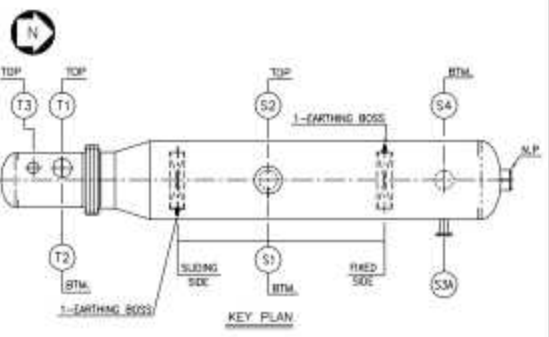 N
TOP
TOP
TOP
BTM.
T3
T1
S2
S4
1-EARTHING BOSS
N.P
T2
S1
S3A
BTM.
SLIDING
SIDE
BTM.
FIXED
SIDE
1-EARTHING BOSS
KEY PLAN